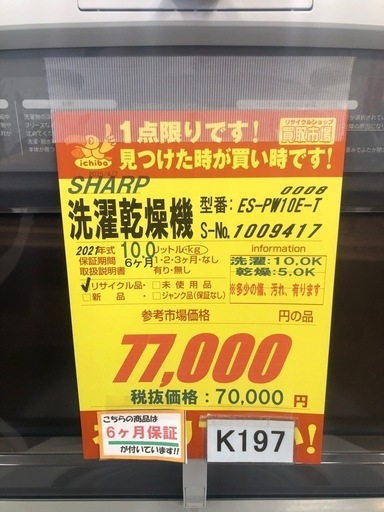 1点限りです!
リサイクルショップ
買取市場
ichiba
見つけた時が買い時です!
0008
SHARP
洗濯乾燥機
型番: ES-PW10E-T
S-No. 1009417
2021年式 10.0 リットル・kg
information
保証期間 6ヶ月 1・2・3ヶ月・なし
取扱説明書 有り・無し
洗濯:10.0K
乾燥:5.0K
リサイクル品・□未使用品
※多少の傷、汚れ、有ります
□新品・□ジャンク品(保証なし)
参考市場価格 円の品
77,000
税抜価格:70,000 円
こちらの商品は
6ヶ月保証
が付いています!!
K197
い!